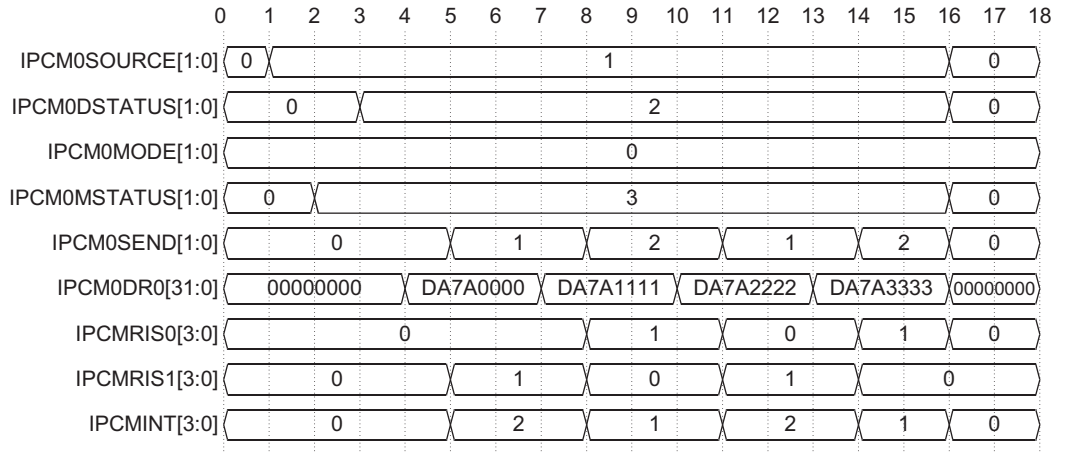 0 1 2 3 4 5 6 7 8 9 10 11 12 13 14 15 16 17 18
IPCM0SOURCE[1:0] 0 1 0
IPCM0DSTATUS[1:0] 0 2 0
IPCM0MODE[1:0] 0
IPCM0MSTATUS[1:0] 0 3 0
IPCM0SEND[1:0] 0 1 2 1 2 0
IPCM0DR0[31:0] 00000000 DA7A0000 DA7A1111 DA7A2222 DA7A3333 00000000
IPCMRIS0[3:0] 0 1 0 1 0
IPCMRIS1[3:0] 0 1 0 1 0
IPCMINT[3:0] 0 2 1 2 1 0